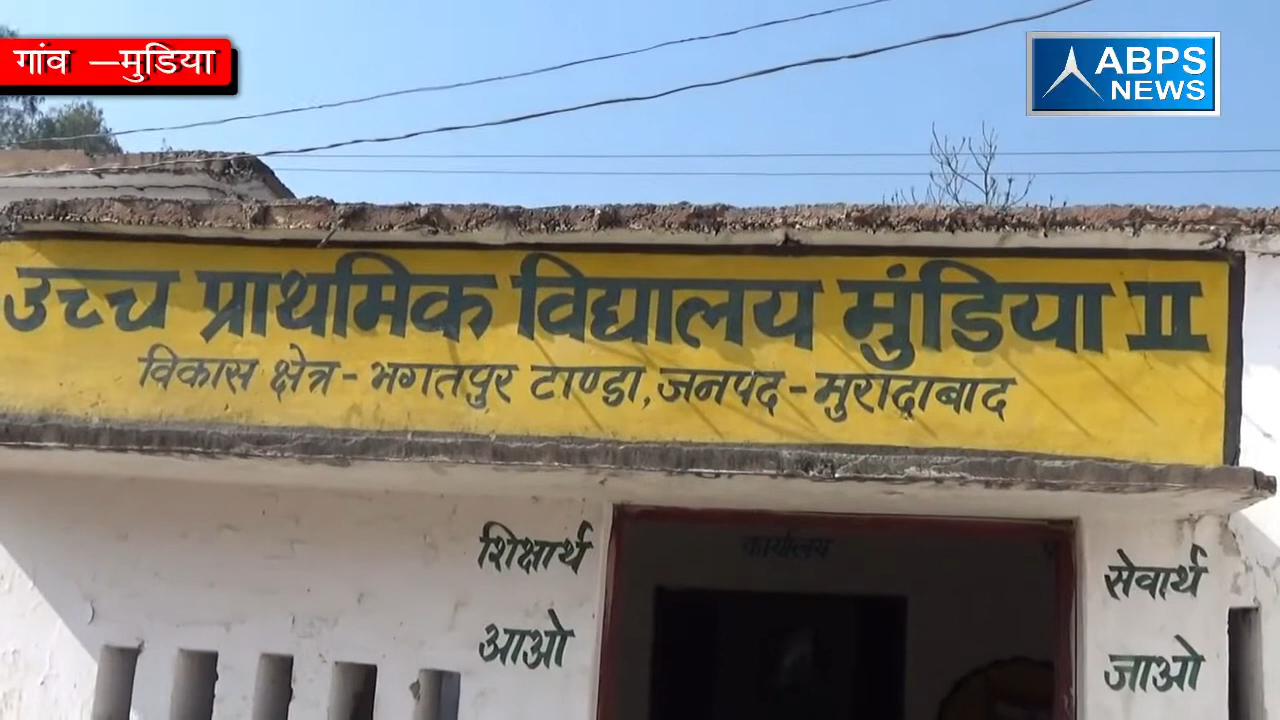 गांव –मुडिया
ABPS
NEWS
उच्च प्राथमिक विद्यालय मुंडिया II
विकास क्षेत्र - भगतपुर टाण्डा, जनपद - मुरादाबाद
कार्यालय
शिक्षार्थ
आओ
सेवार्थ
जाओ